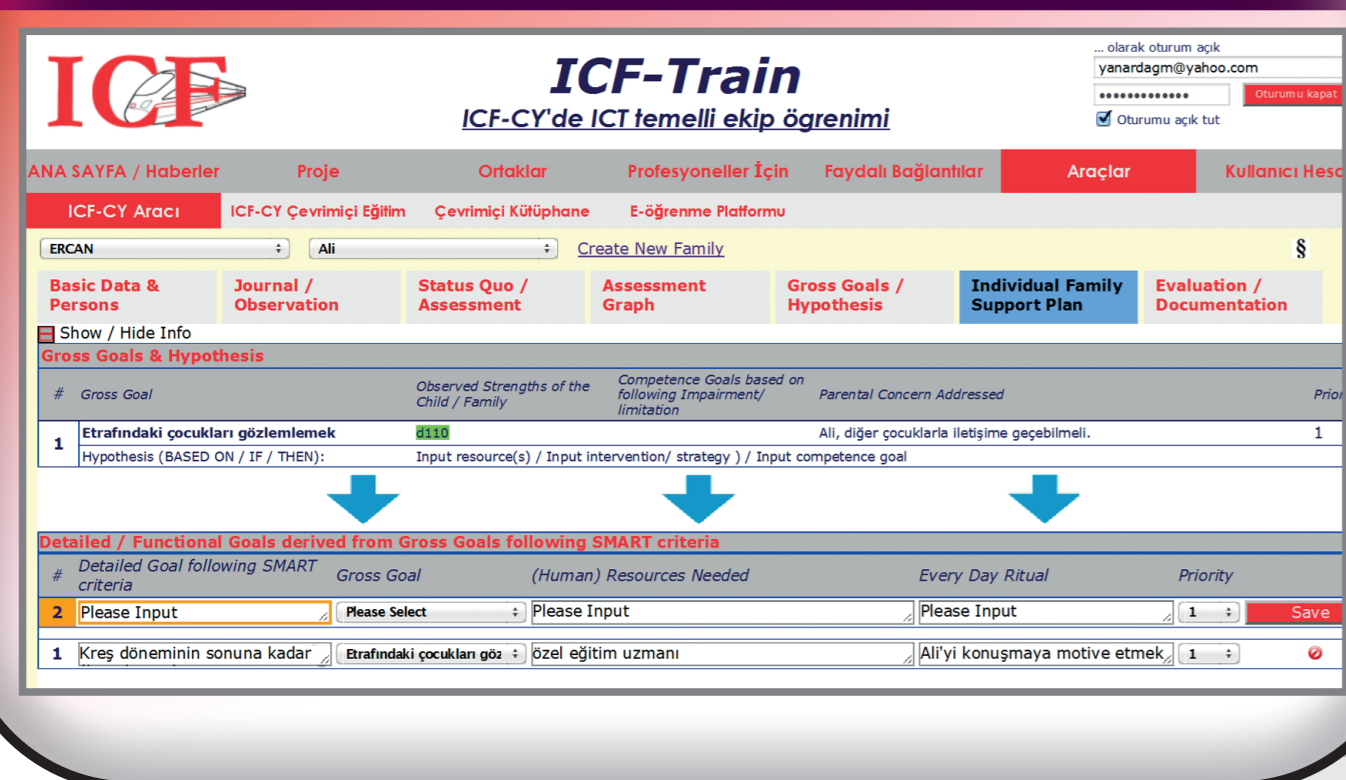 ICF
ICF-Train
ICF-CY'de ICT temelli ekip ögrenimi
... olarak oturum açık
yanardagm@yahoo.com
•••••••••••••
Oturumu kapat
Oturumu açık tut
ANA SAYFA / Haberler Proje Ortaklar Profesyoneller İçin Faydalı Bağlantılar Araçlar Kullanıcı Hesa
ICF-CY Aracı ICF-CY Çevrimiçi Eğitim Çevrimiçi Kütüphane E-öğrenme Platformu
ERCAN Ali Create New Family §
Basic Data & Persons
Journal / Observation
Status Quo / Assessment
Assessment Graph
Gross Goals / Hypothesis
Individual Family Support Plan
Evaluation / Documentation
Show / Hide Info
Gross Goals & Hypothesis
# Gross Goal
Observed Strengths of the Child / Family
Competence Goals based on following Impairment/ limitation
Parental Concern Addressed
Prior
1 Etrafındaki çocukları gözlemlemek d110 Ali, diğer çocuklarla iletişime geçebilmeli. 1
Hypothesis (BASED ON / IF / THEN): Input resource(s) / Input intervention/ strategy ) / Input competence goal
Detailed / Functional Goals derived from Gross Goals following SMART criteria
# Detailed Goal following SMART criteria
Gross Goal (Human) Resources Needed Every Day Ritual Priority
2 Please Input Please Select Please Input Please Input 1 Save
1 Kreş döneminin sonuna kadar Etrafındaki çocukları göz özel eğitim uzmanı Ali'yi konuşmaya motive etmek 1